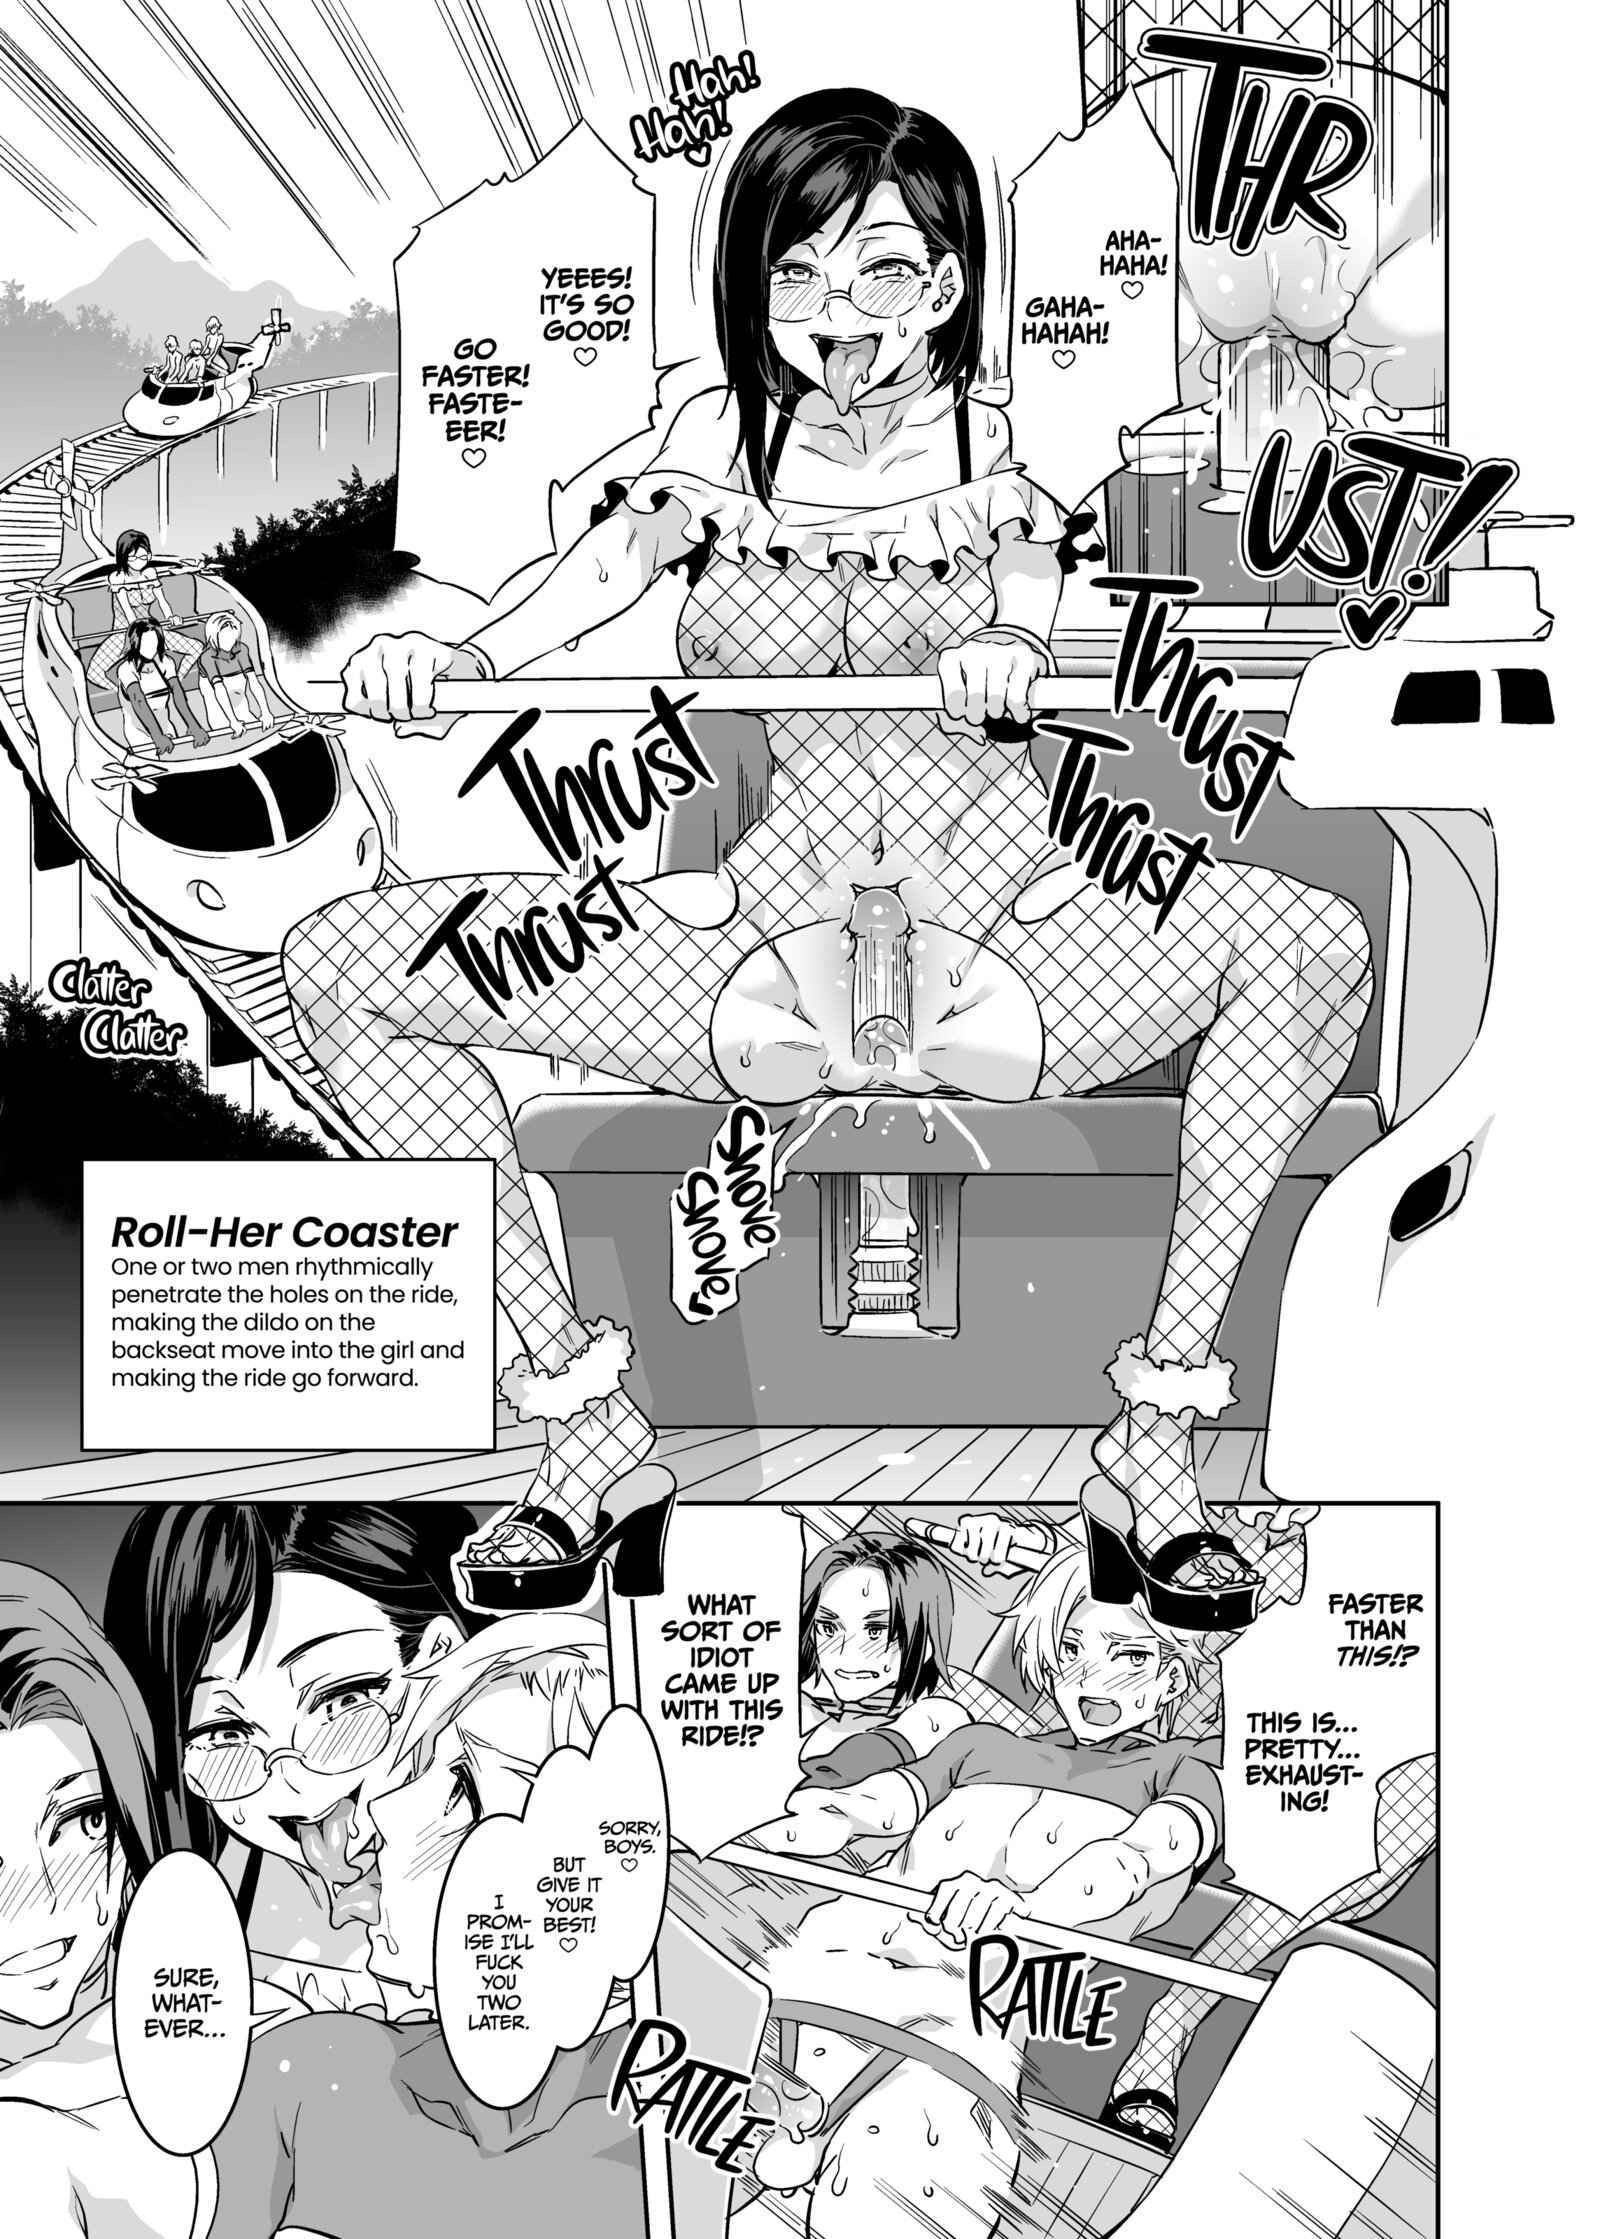 THR
UST!
AHA-
HAHA!
GAHA-
HAHAH!
Hah!
Hah!
YEEES!
IT'S SO
GOOD!
GO
FASTER!
FASTE-
EER!
Thrust
Thrust
Thrust
Thrust
Clatter
Clatter
Shove
Shove
Roll-Her Coaster
One or two men rhythmically
penetrate the holes on the ride,
making the dildo on the
backseat move into the girl and
making the ride go forward.
FASTER
THAN
THIS!?
THIS IS...
PRETTY...
EXHAUST-
ING!
WHAT
SORT OF
IDIOT
CAME UP
WITH THIS
RIDE!?
RATTLE
RATTLE
SORRY,
BOYS.
BUT
GIVE IT
YOUR
BEST!
I
PROM-
ISE I'LL
FUCK
YOU
TWO
LATER.
SURE,
WHAT-
EVER...